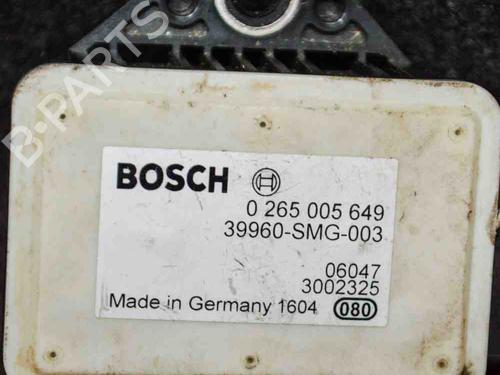 B-PARTS
BOSCH
0 265 005 649
39960-SMG-003
06047
3002325
Made in Germany 1604 080